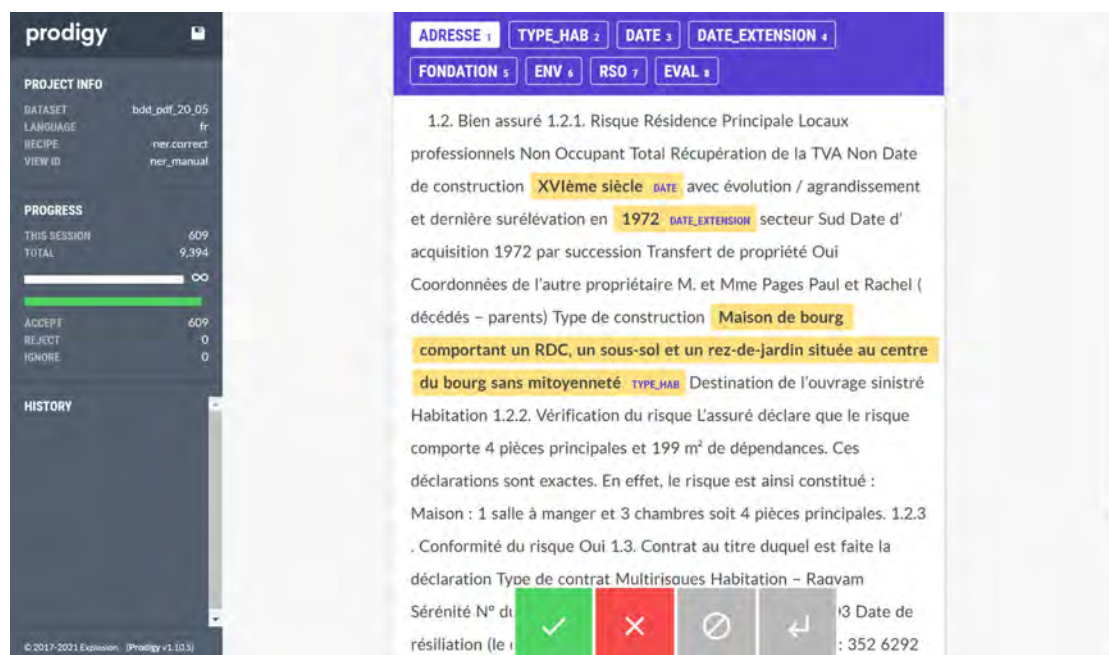 prodigy
PROJECT INFO
DATASET bdd_pdf_20_05
LANGUAGE fr
RECIPE ner.correct
VIEW ID ner_manual
PROGRESS
THIS SESSION 609
TOTAL 9,394
∞
ACCEPT 609
REJECT 0
IGNORE 0
HISTORY
© 2017-2021 Explosion (Prodigy v1.10.5)
ADRESSE 1 TYPE_HAB 2 DATE 3 DATE_EXTENSION 4
FONDATION 5 ENV 6 RSO 7 EVAL 8
1.2. Bien assuré 1.2.1. Risque Résidence Principale Locaux
professionnels Non Occupant Total Récupération de la TVA Non Date
de construction XVIème siècle DATE avec évolution / agrandissement
et dernière surélévation en 1972 DATE_EXTENSION secteur Sud Date d'
acquisition 1972 par succession Transfert de propriété Oui
Coordonnées de l'autre propriétaire M. et Mme Pages Paul et Rachel (
décédés – parents) Type de construction Maison de bourg
comportant un RDC, un sous-sol et un rez-de-jardin située au centre
du bourg sans mitoyenneté TYPE_HAB Destination de l'ouvrage sinistré
Habitation 1.2.2. Vérification du risque L'assuré déclare que le risque
comporte 4 pièces principales et 199 m² de dépendances. Ces
déclarations sont exactes. En effet, le risque est ainsi constitué :
Maison : 1 salle à manger et 3 chambres soit 4 pièces principales. 1.2.3
. Conformité du risque Oui 1.3. Contrat au titre duquel est faite la
déclaration Type de contrat Multirisques Habitation – Raqvam
Sérénité N° 3 Date de
résiliation (le : 352 6292